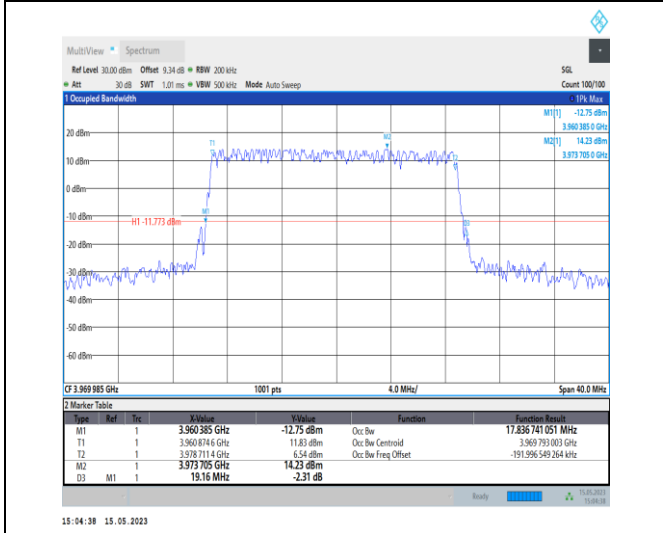 MultiView Spectrum
Ref Level 30.00 dBm Offset 9.34 dB RBW 200 kHz SGL
Att 30 dB SWT 1.01 ms VBW 500 kHz Mode Auto Sweep Count 100/100
1 Occupied Bandwidth 1Pk Max
M1[1] -12.75 dBm
3.960 385 0 GHz
M2[1] 14.23 dBm
3.973 705 0 GHz
20 dBm
M2
T1
T2
10 dBm
0 dBm
-10 dBm
M1
H1 -11.773 dBm
D3
-20 dBm
-30 dBm
-40 dBm
-50 dBm
-60 dBm
CF 3.969 985 GHz 1001 pts 4.0 MHz/ Span 40.0 MHz
2 Marker Table
Type Ref Trc X-Value Y-Value Function Function Result
M1 1 3.960385 GHz -12.75 dBm Occ Bw 17.836 741 051 MHz
T1 1 3.960 874 6 GHz 11.83 dBm Occ Bw Centroid 3.969 793 003 GHz
T2 1 3.978 711 4 GHz 6.54 dBm Occ Bw Freq Offset -191.996 549 264 kHz
M2 1 3.973705 GHz 14.23 dBm
D3 M1 1 19.16 MHz -2.31 dB
Ready 15.05.2023
15:04:38
15:04:38 15.05.2023